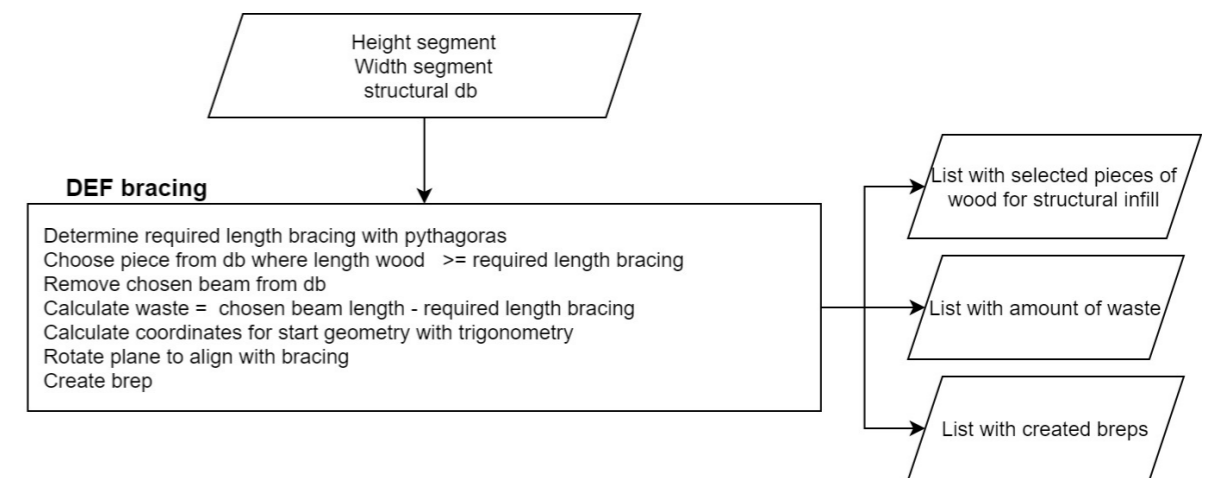 Height segment
Width segment
structural db
DEF bracing
Determine required length bracing with pythagoras
Choose piece from db where length wood >= required length bracing
Remove chosen beam from db
Calculate waste = chosen beam length - required length bracing
Calculate coordinates for start geometry with trigonometry
Rotate plane to align with bracing
Create brep
List with selected pieces of
wood for structural infill
List with amount of waste
List with created breps